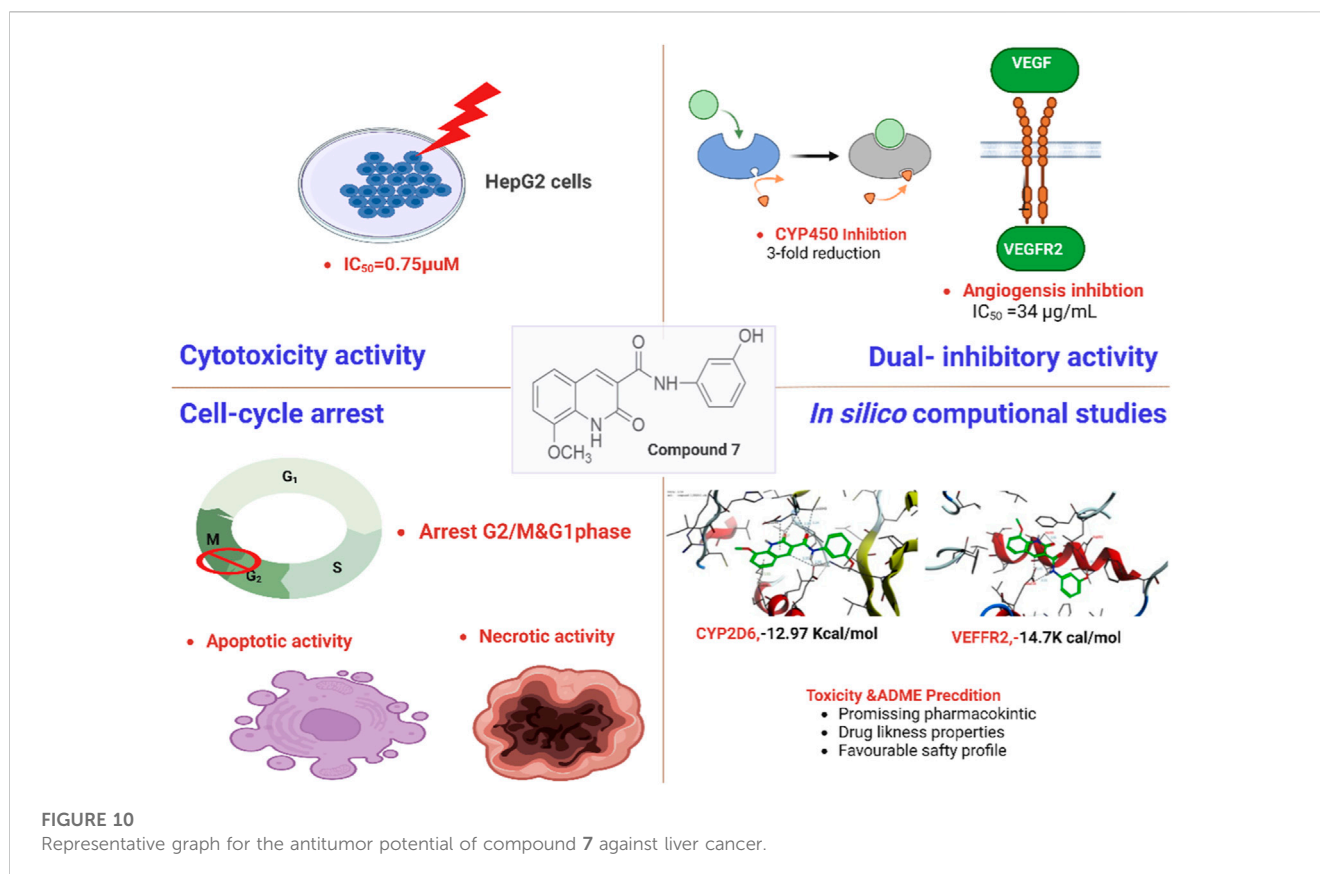 HepG2 cells
• IC₅₀=0.75µuM
Cytotoxicity activity
VEGF
VEGFR2
• CYP450 Inhibtion
3-fold reduction
• Angiogensis inhibtion
IC₅₀ =34 µg/mL
Dual- inhibitory activity
O
OH
NH
N
H
O
OCH₃
Compound 7
Cell-cycle arrest
G₁
M
G₂
S
• Arrest G2/M&G1phase
• Apoptotic activity
• Necrotic activity
In silico computional studies
CYP2D6,-12.97 Kcal/mol
VEFFR2,-14.7K cal/mol
Toxicity &ADME Precdition
• Promissing pharmacokintic
• Drug likness properties
• Favourable safty profile
FIGURE 10
Representative graph for the antitumor potential of compound 7 against liver cancer.